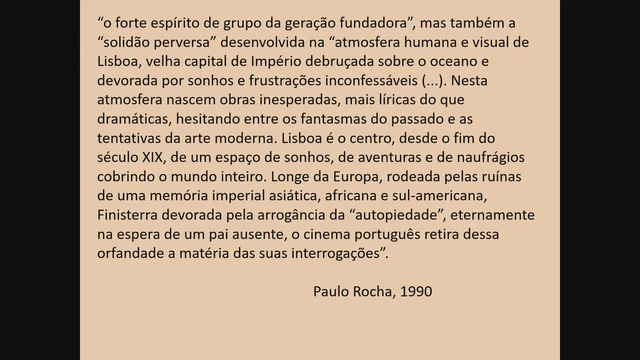 “o forte espírito de grupo da geração fundadora”, mas também a
“solidão perversa” desenvolvida na “atmosfera humana e visual de
Lisboa, velha capital de Império debruçada sobre o oceano e
devorada por sonhos e frustrações inconfessáveis (...). Nesta
atmosfera nascem obras inesperadas, mais líricas do que
dramáticas, hesitando entre os fantasmas do passado e as
tentativas da arte moderna. Lisboa é o centro, desde o fim do
século XIX, de um espaço de sonhos, de aventuras e de naufrágios
cobrindo o mundo inteiro. Longe da Europa, rodeada pelas ruínas
de uma memória imperial asiática, africana e sul-americana,
Finisterra devorada pela arrogância da “autopiedade”, eternamente
na espera de um pai ausente, o cinema português retira dessa
orfandade a matéria das suas interrogações”.
Paulo Rocha, 1990